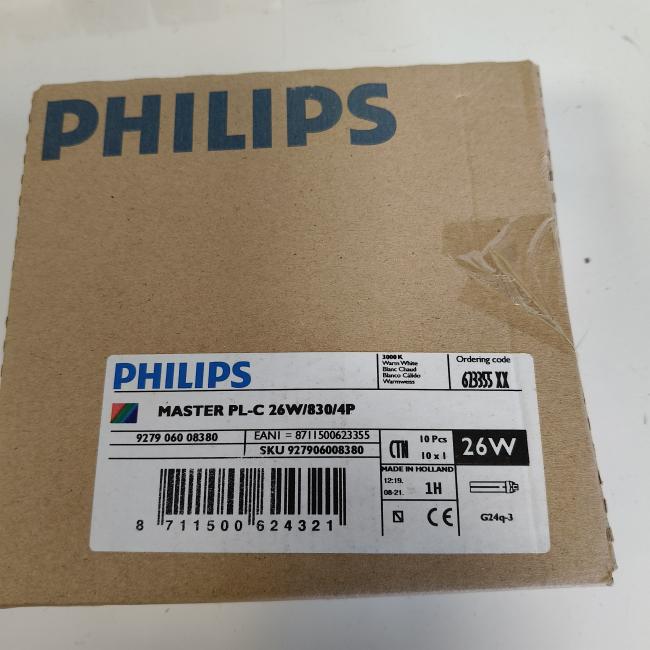 PHILIPS
PHILIPS
3000 K
Warm White
Blanc Chaud
Blanco Cálido
Warmweiss
Ordering code
623355 XX
MASTER PL-C 26W/830/4P
9279 060 08380
EAN1 = 8711500623355
SKU 927906008380
CTN
10 Pcs
10 x 1
26W
MADE IN HOLLAND
12:19.
08-21.
1H
CE
G24q-3
8 711500 624321